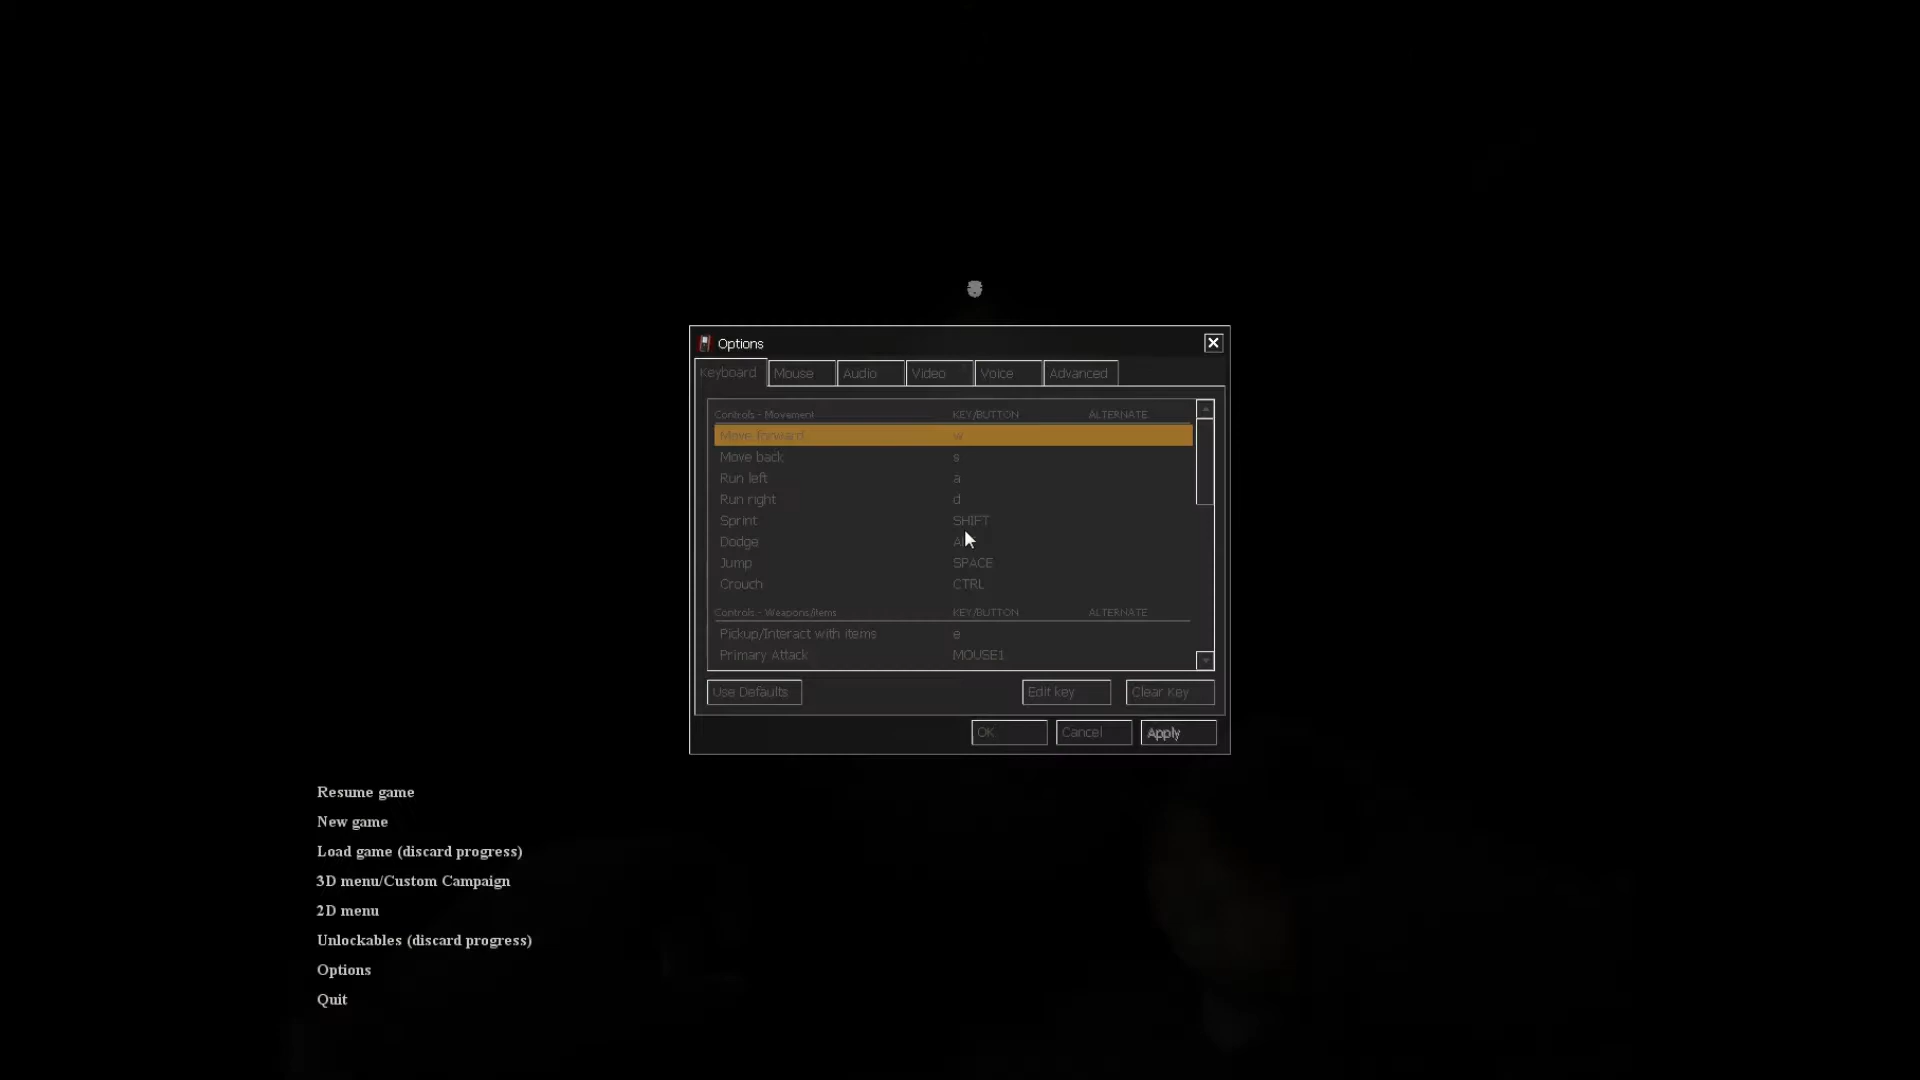 Options
Keyboard Mouse Audio Video Voice Advanced
Controls - Movement KEY/BUTTON ALTERNATE
Move forward w
Move back s
Run left a
Run right d
Sprint SHIFT
Dodge
Jump SPACE
Crouch CTRL
Controls - Weapons/Items KEY/BUTTON ALTERNATE
Pickup/Interact with items e
Primary Attack MOUSE1
Use Defaults Edit key Clear Key
OK Cancel Apply
Resume game
New game
Load game (discard progress)
3D menu/Custom Campaign
2D menu
Unlockables (discard progress)
Options
Quit